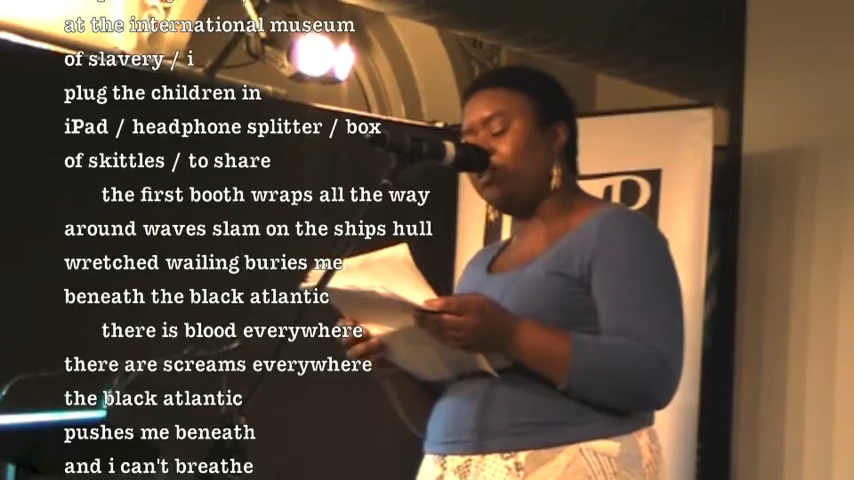 at the international museum
of slavery / i
plug the children in
iPad / headphone splitter / box
of skittles / to share
the first booth wraps all the way
around waves slam on the ships hull
wretched wailing buries me
beneath the black atlantic
there is blood everywhere
there are screams everywhere
the black atlantic
pushes me beneath
and i can't breathe